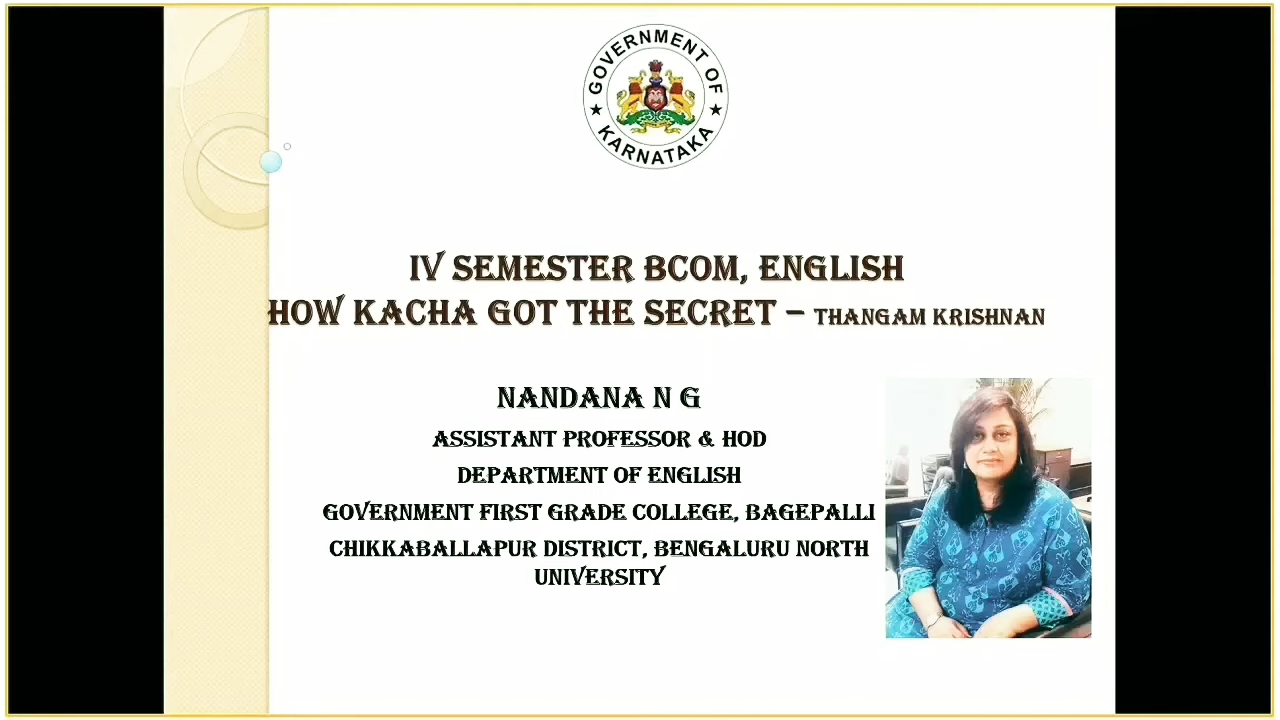 GOVERNMENT OF
KARNATAKA
IV SEMESTER BCOM, ENGLISH
HOW KACHA GOT THE SECRET – THANGAM KRISHNAN
NANDANA N G
ASSISTANT PROFESSOR & HOD
DEPARTMENT OF ENGLISH
GOVERNMENT FIRST GRADE COLLEGE, BAGEPALLI
CHIKKABALLAPUR DISTRICT, BENGALURU NORTH
UNIVERSITY